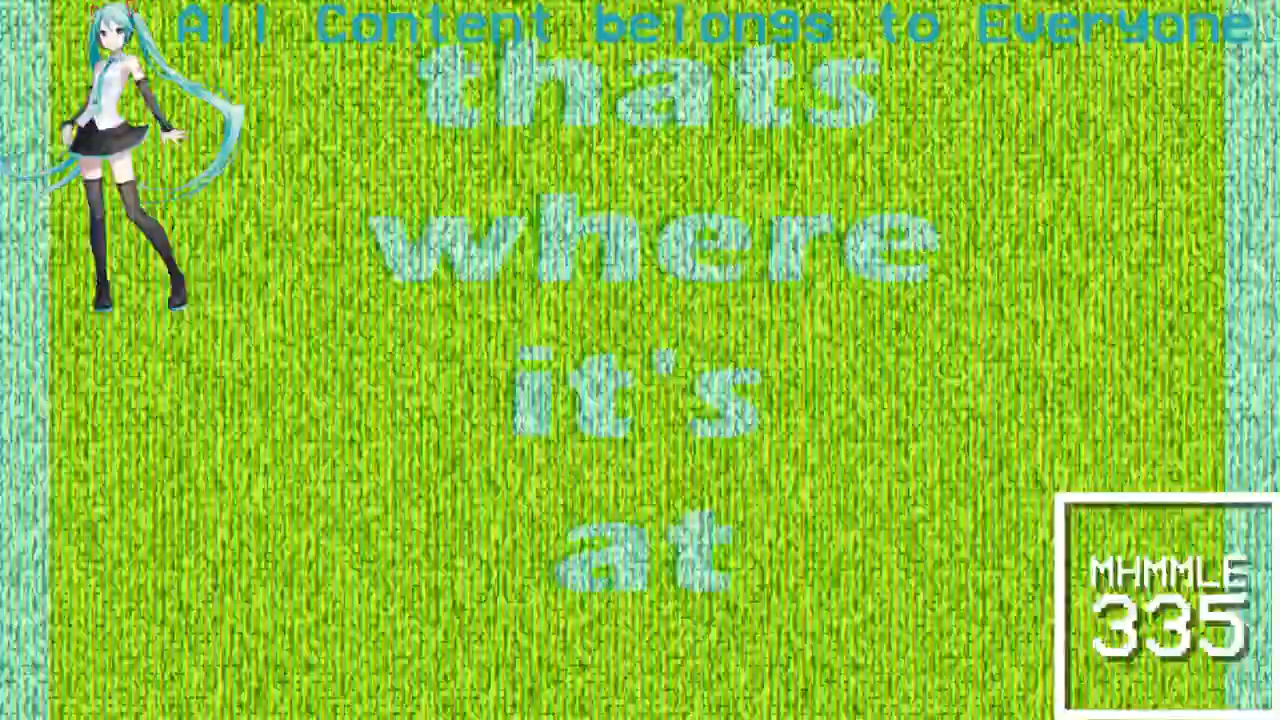 All Content belongs to Everyone
thats
where
it's
at
MHMMLE
335